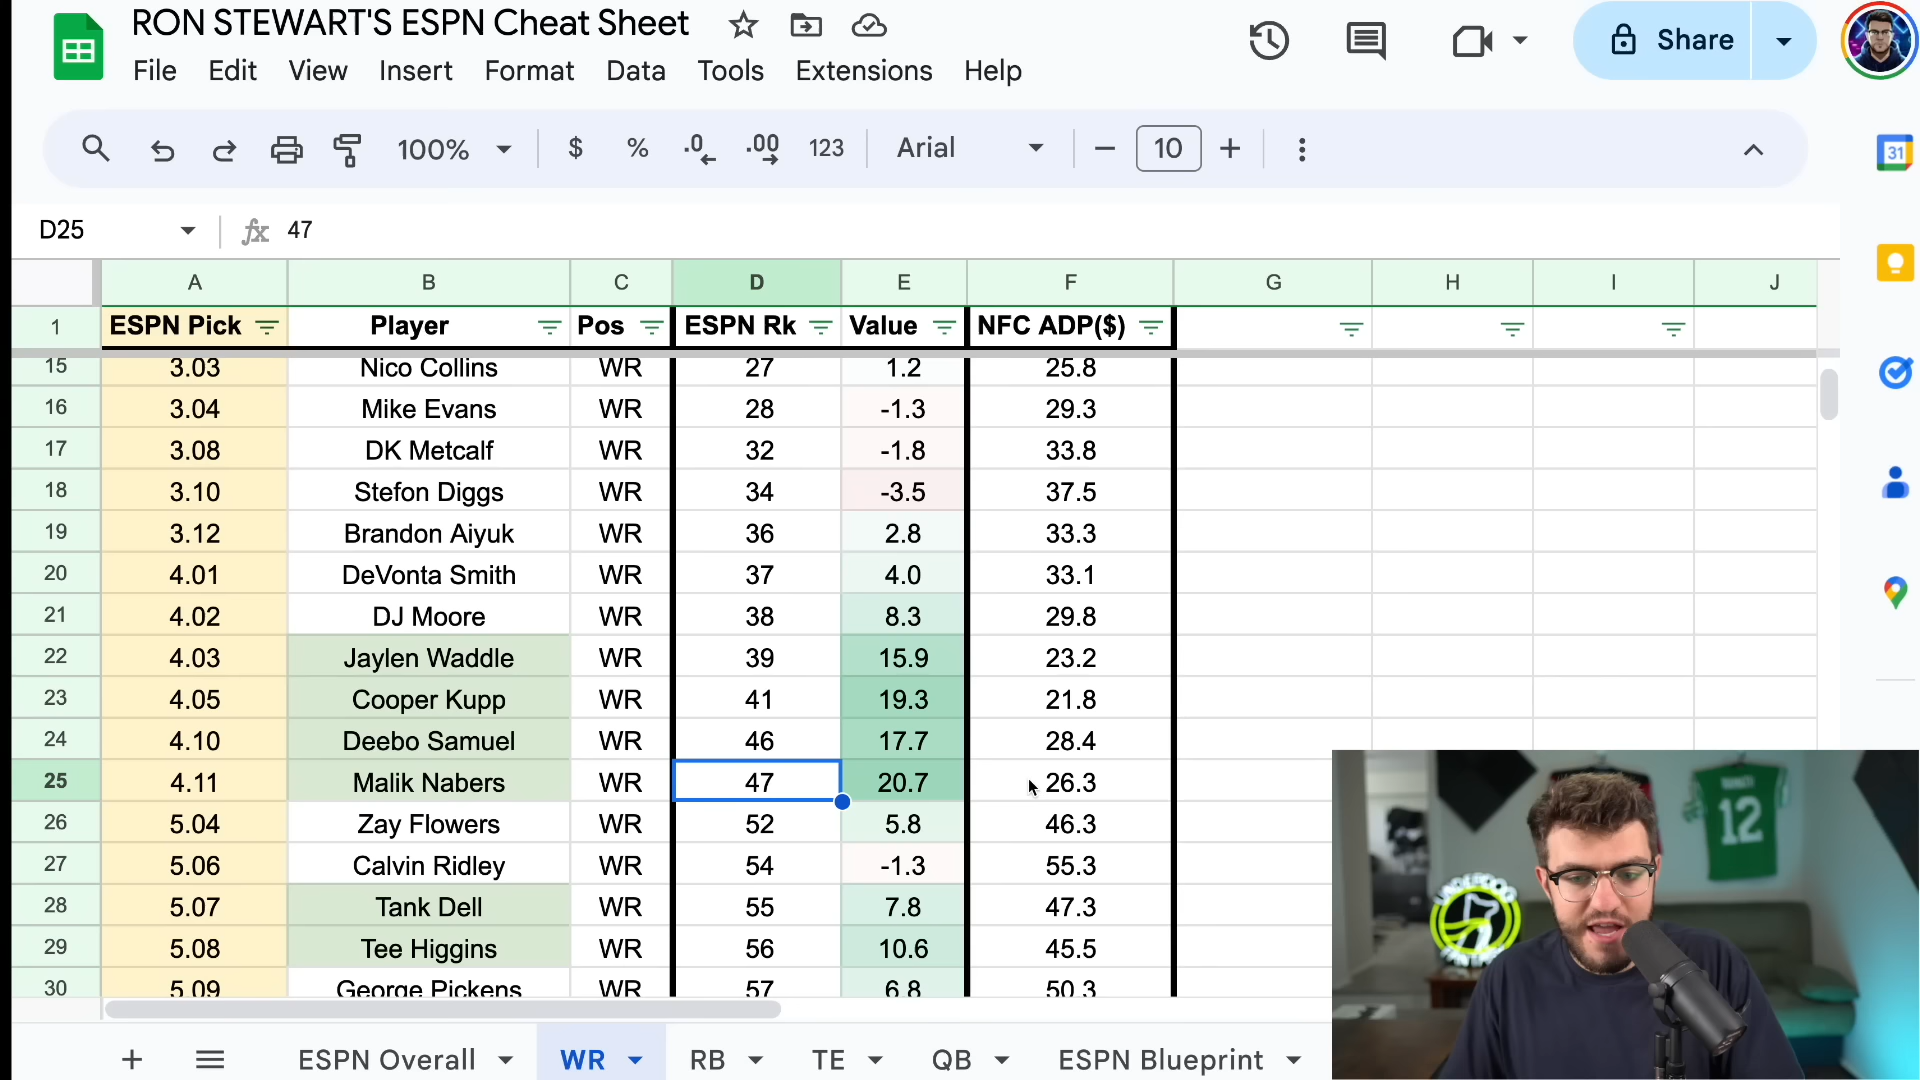 RON STEWART'S ESPN Cheat Sheet
File Edit View Insert Format Data Tools Extensions Help
Share
100% $ % .0 .00 123 Arial 10
31
D25 fx 47
A B C D E F G H I J
1 ESPN Pick Player Pos ESPN Rk Value NFC ADP($)
15 3.03 Nico Collins WR 27 1.2 25.8
16 3.04 Mike Evans WR 28 -1.3 29.3
17 3.08 DK Metcalf WR 32 -1.8 33.8
18 3.10 Stefon Diggs WR 34 -3.5 37.5
19 3.12 Brandon Aiyuk WR 36 2.8 33.3
20 4.01 DeVonta Smith WR 37 4.0 33.1
21 4.02 DJ Moore WR 38 8.3 29.8
22 4.03 Jaylen Waddle WR 39 15.9 23.2
23 4.05 Cooper Kupp WR 41 19.3 21.8
24 4.10 Deebo Samuel WR 46 17.7 28.4
25 4.11 Malik Nabers WR 47 20.7 26.3
26 5.04 Zay Flowers WR 52 5.8 46.3
27 5.06 Calvin Ridley WR 54 -1.3 55.3
28 5.07 Tank Dell WR 55 7.8 47.3
29 5.08 Tee Higgins WR 56 10.6 45.5
30 5.09 George Pickens WR 57 6.8 50.3
12
UNDERDOG
ESPN Overall WR RB TE QB ESPN Blueprint